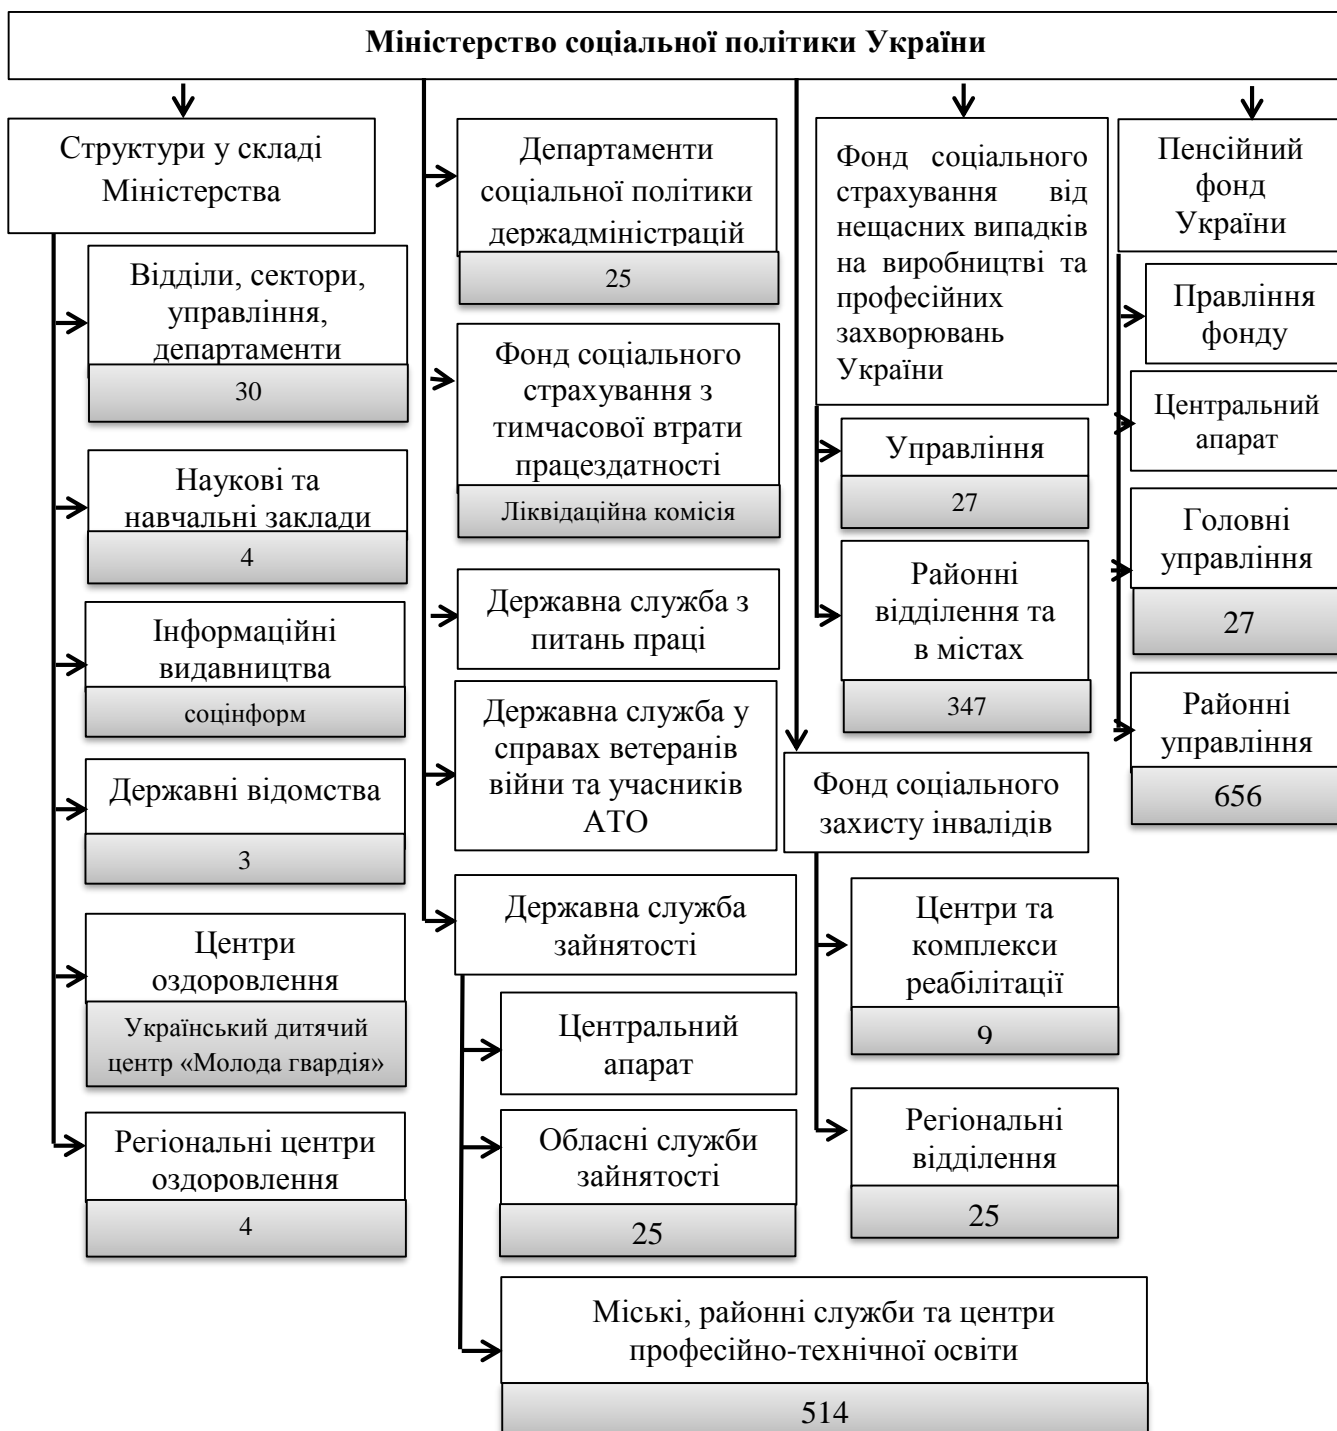 Міністерство соціальної політики України
Структури у складі
Міністерства
Відділи, сектори,
управління,
департаменти
30
Наукові та
навчальні заклади
4
Інформаційні
видавництва
соцінформ
Державні відомства
3
Центри
оздоровлення
Український дитячий
центр «Молода гвардія»
Регіональні центри
оздоровлення
4
Департаменти
соціальної політики
держадміністрацій
25
Фонд соціального
страхування з
тимчасової втрати
працездатності
Ліквідаційна комісія
Державна служба з
питань праці
Державна служба у
справах ветеранів
війни та учасників
АТО
Державна служба
зайнятості
Центральний
апарат
Обласні служби
зайнятості
25
Міські, районні служби та центри
професійно-технічної освіти
514
Фонд соціального
страхування від
нещасних випадків
на виробництві та
професійних
захворювань
України
Управління
27
Районні
відділення та
в містах
347
Фонд соціального
захисту інвалідів
Центри та
комплекси
реабілітації
9
Регіональні
відділення
25
Пенсійний
фонд
України
Правління
фонду
Центральний
апарат
Головні
управління
27
Районні
управління
656